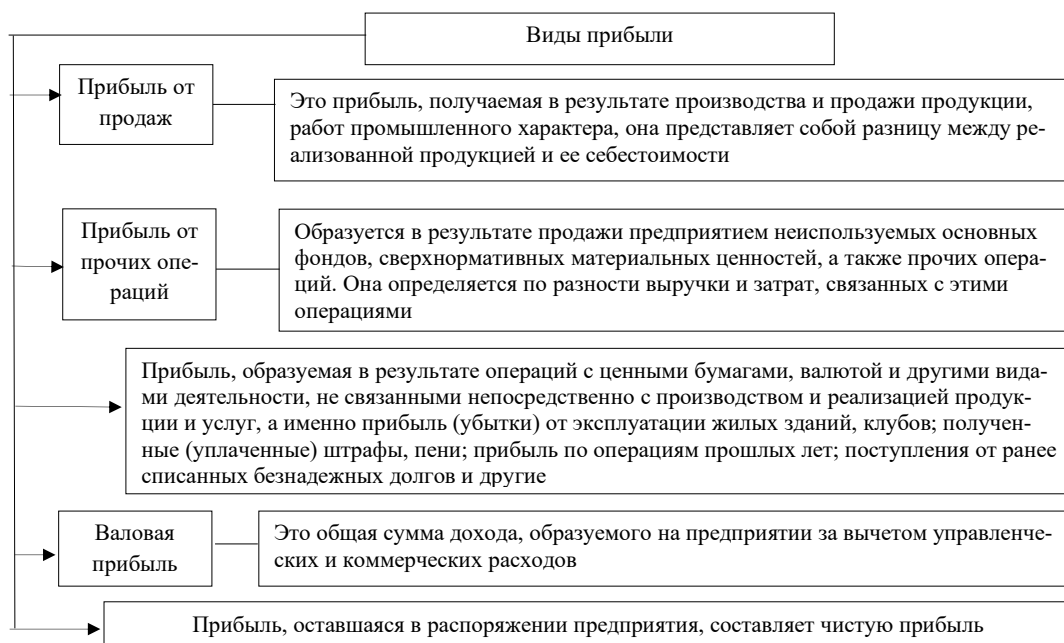 Виды прибыли
Прибыль от
продаж
Это прибыль, получаемая в результате производства и продажи продукции,
работ промышленного характера, она представляет собой разницу между ре-
ализованной продукцией и ее себестоимости
Прибыль от
прочих опе-
раций
Образуется в результате продажи предприятием неиспользуемых основных
фондов, сверхнормативных материальных ценностей, а также прочих опера-
ций. Она определяется по разности выручки и затрат, связанных с этими
операциями
Прибыль, образуемая в результате операций с ценными бумагами, валютой и другими вида-
ми деятельности, не связанными непосредственно с производством и реализацией продук-
ции и услуг, а именно прибыль (убытки) от эксплуатации жилых зданий, клубов; получен-
ные (уплаченные) штрафы, пени; прибыль по операциям прошлых лет; поступления от ранее
списанных безнадежных долгов и другие
Валовая
прибыль
Это общая сумма дохода, образуемого на предприятии за вычетом управленче-
ских и коммерческих расходов
Прибыль, оставшаяся в распоряжении предприятия, составляет чистую прибыль